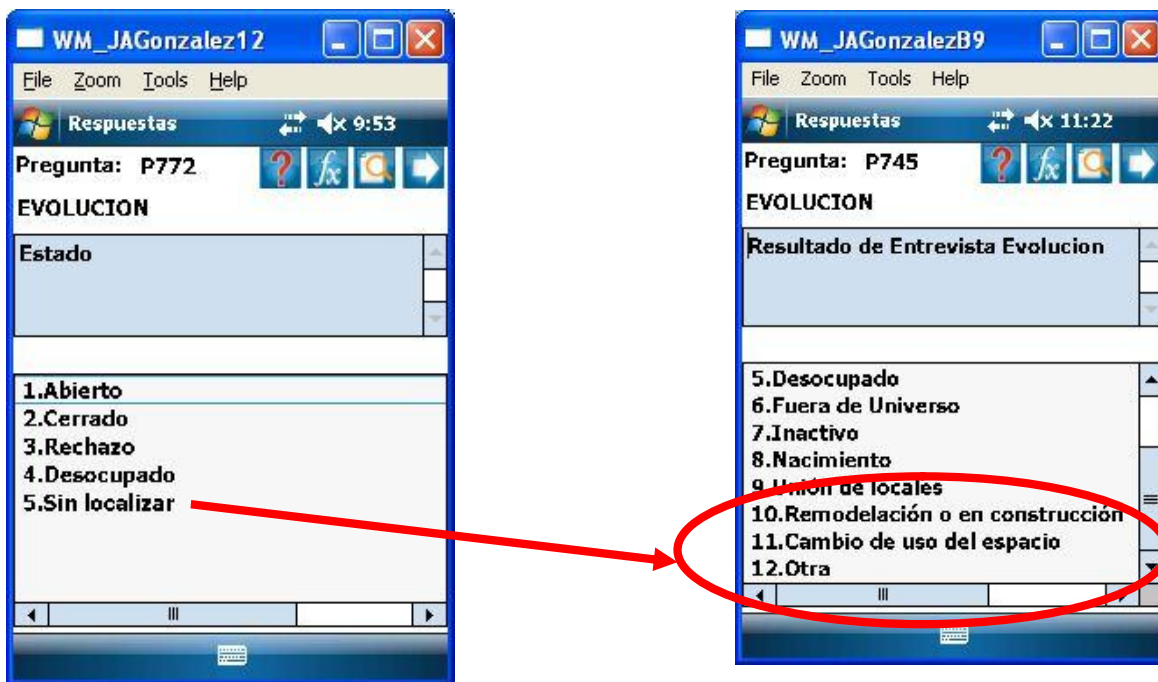 WM_JAGonzalez12
File Zoom Tools Help
Respuestas 9:53
Pregunta: P772
EVOLUCION
Estado
1.Abierto
2.Cerrado
3.Rechazo
4.Desocupado
5.Sin localizar
WM_JAGonzalezB9
File Zoom Tools Help
Respuestas 11:22
Pregunta: P745
EVOLUCION
Resultado de Entrevista Evolucion
5.Desocupado
6.Fuera de Universo
7.Inactivo
8.Nacimiento
9.Unión de locales
10.Remodelación o en construcción
11.Cambio de uso del espacio
12.Otra